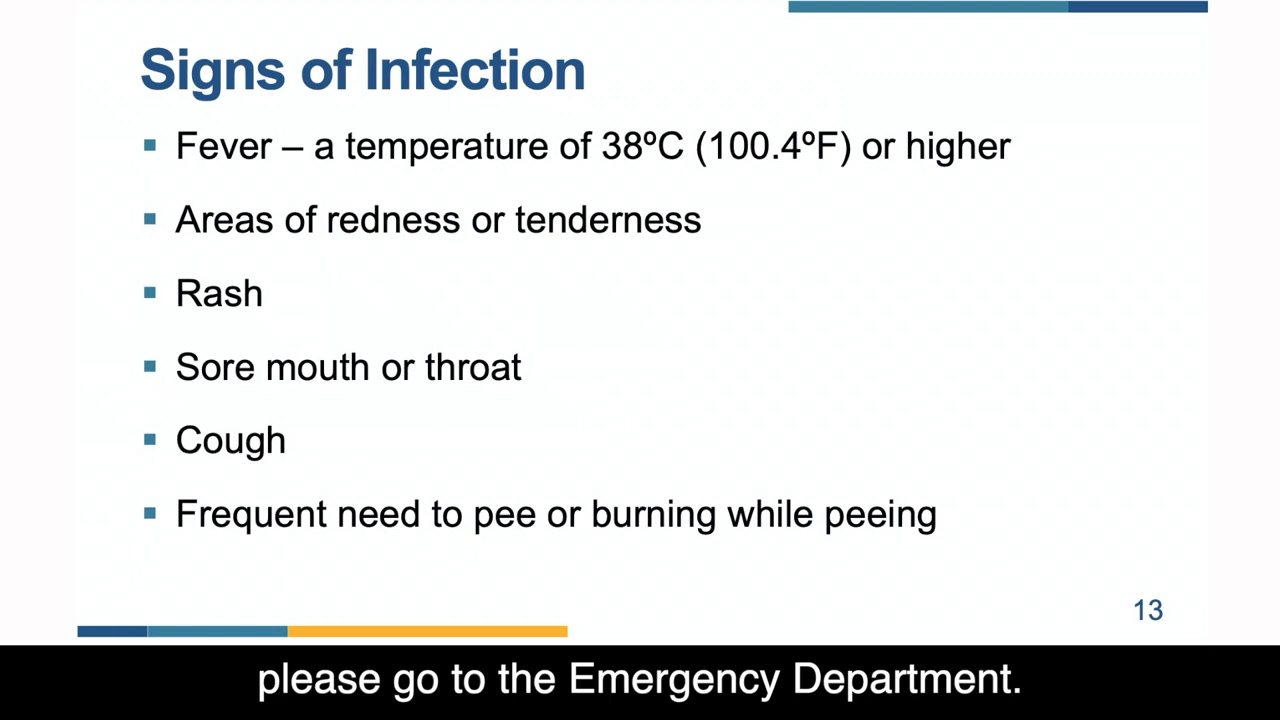 Signs of Infection
▪ Fever – a temperature of 38ºC (100.4ºF) or higher
▪ Areas of redness or tenderness
▪ Rash
▪ Sore mouth or throat
▪ Cough
▪ Frequent need to pee or burning while peeing
13
please go to the Emergency Department.